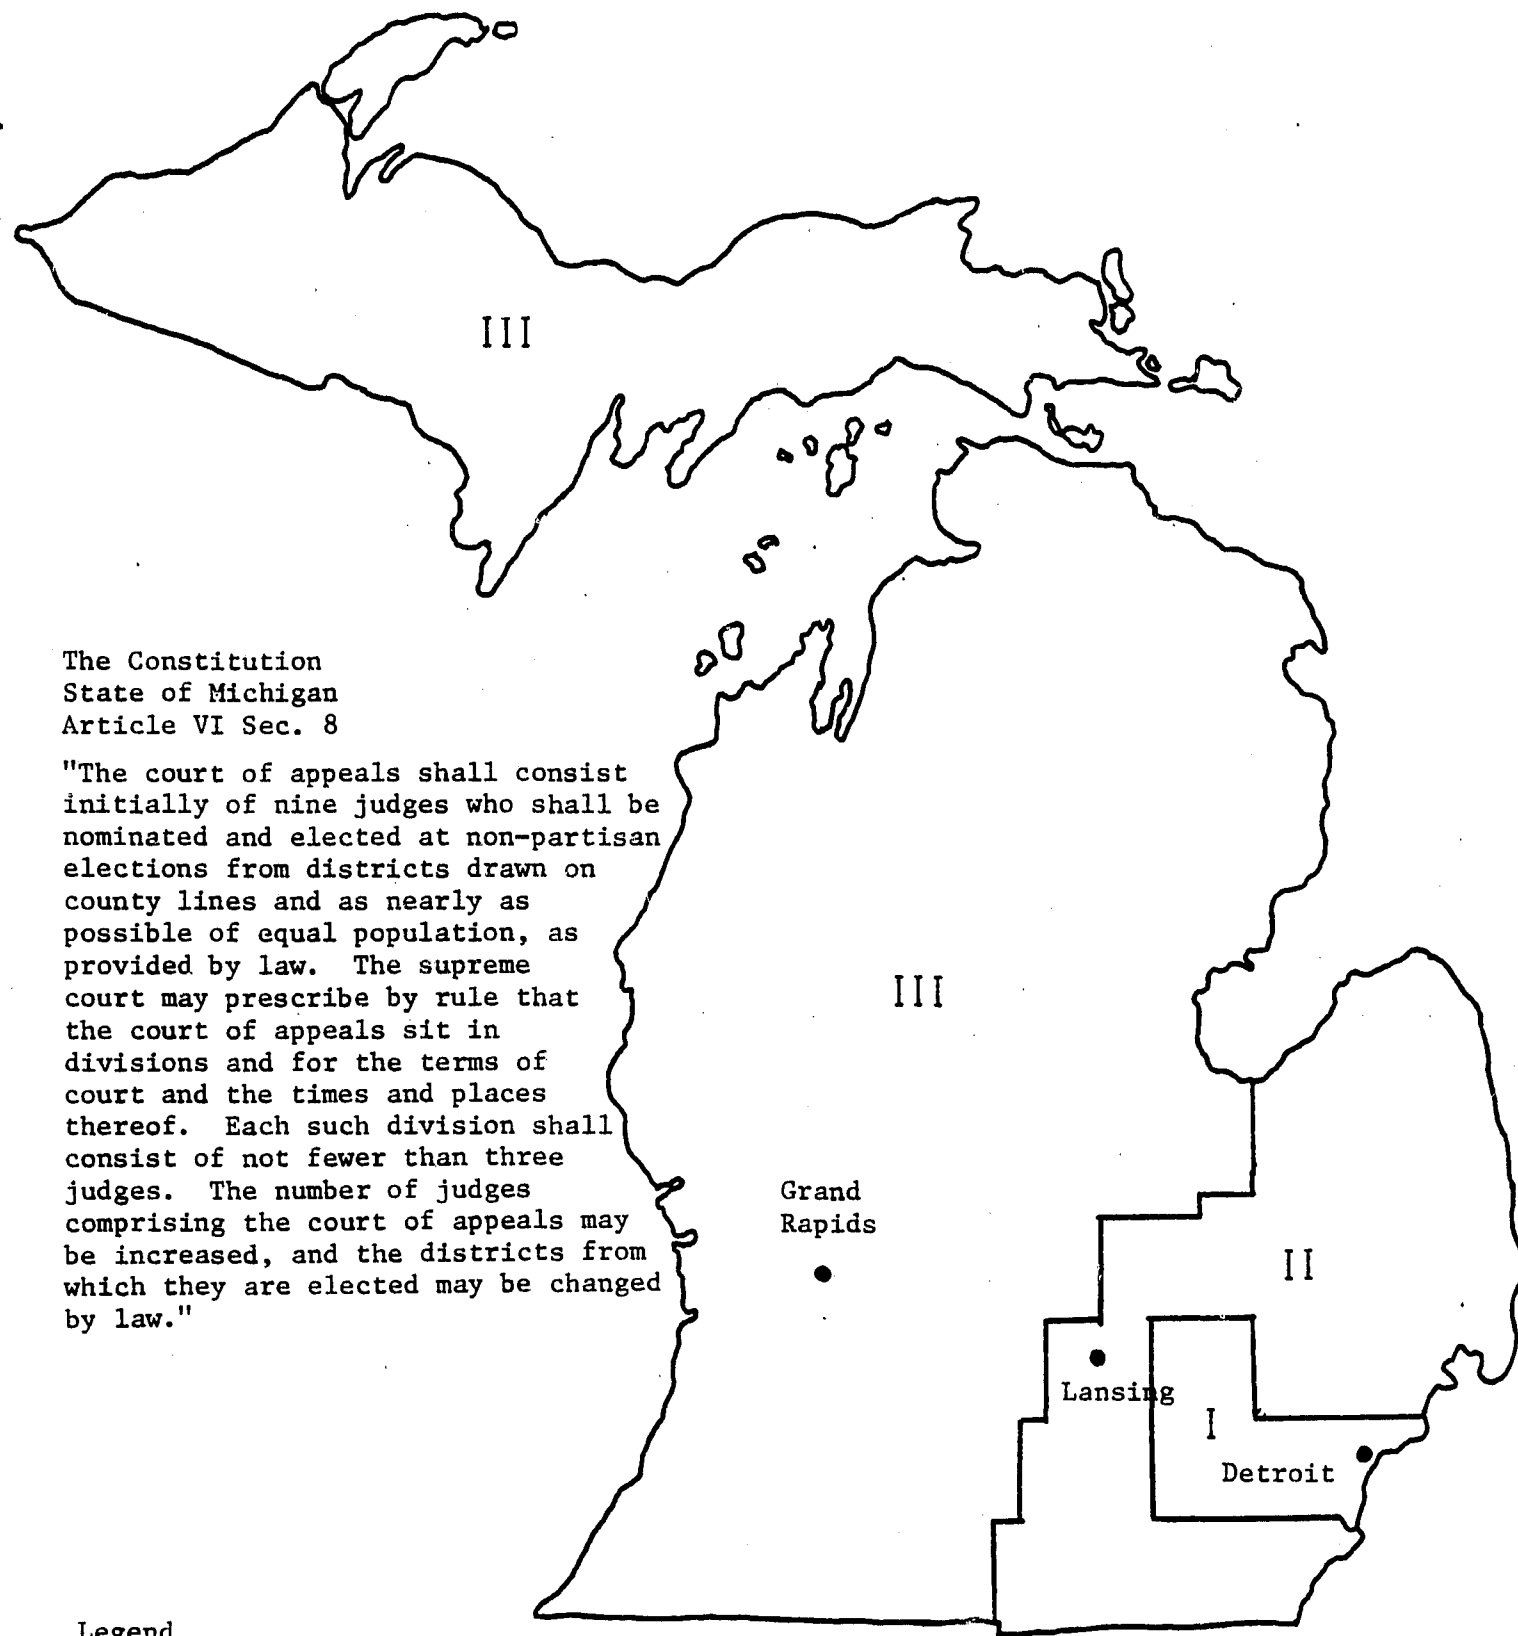 III
The Constitution
State of Michigan
Article VI Sec. 8
"The court of appeals shall consist
initially of nine judges who shall be
nominated and elected at non-partisan
elections from districts drawn on
county lines and as nearly as
possible of equal population, as
provided by law. The supreme
court may prescribe by rule that
the court of appeals sit in
divisions and for the terms of
court and the times and places
thereof. Each such division shall
consist of not fewer than three
judges. The number of judges
comprising the court of appeals may
be increased, and the districts from
which they are elected may be changed
by law."
III
Grand
Rapids
II
Lansing
I
Detroit
Legend